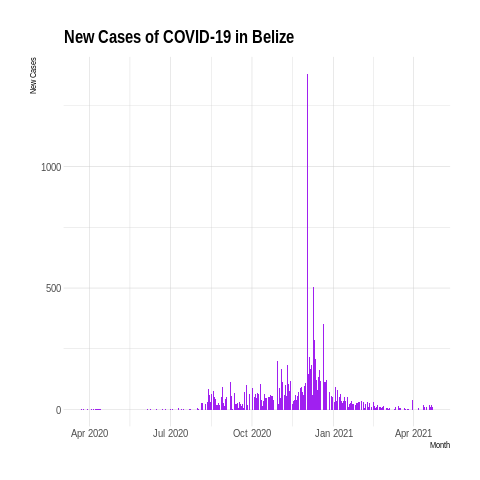 New Cases of COVID-19 in Belize
New Cases
1000
500
0
Apr 2020 Jul 2020 Oct 2020 Jan 2021 Apr 2021
Month